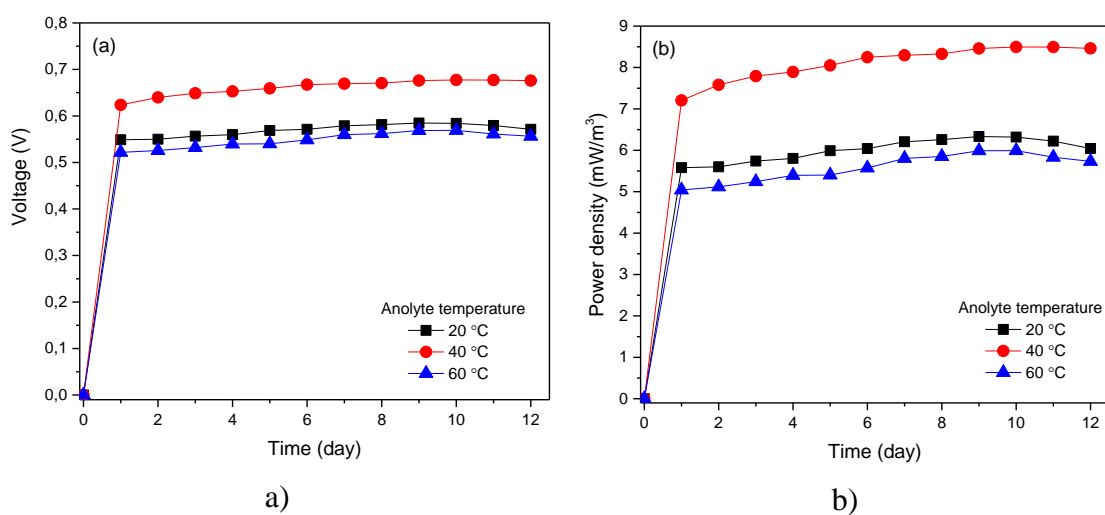 (a)
Voltage (V)
0,8
0,7
0,6
0,5
0,4
0,3
0,2
0,1
0,0
0 2 4 6 8 10 12
Time (day)
Anolyte temperature
20 °C
40 °C
60 °C
a)
(b)
Power density (mW/m³)
9
8
7
6
5
4
3
2
1
0
0 2 4 6 8 10 12
Time (day)
Anolyte temperature
20 °C
40 °C
60 °C
b)